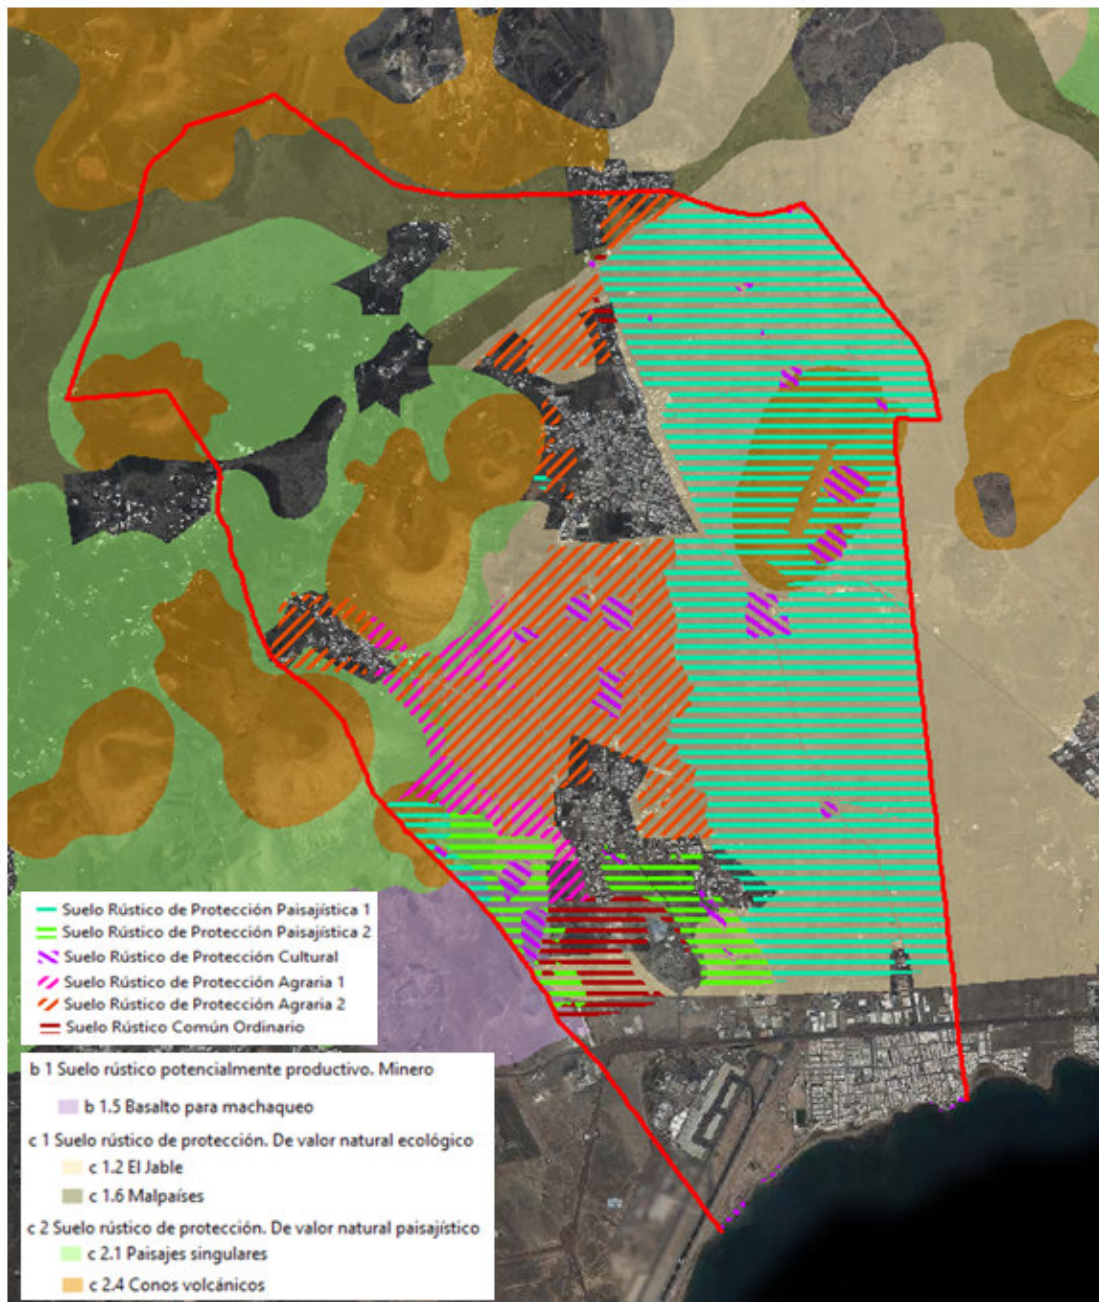 Suelo Rústico de Protección Paisajística 1
Suelo Rústico de Protección Paisajística 2
Suelo Rústico de Protección Cultural
Suelo Rústico de Protección Agraria 1
Suelo Rústico de Protección Agraria 2
Suelo Rústico Común Ordinario
b 1 Suelo rústico potencialmente productivo. Minero
b 1.5 Basalto para machaqueo
c 1 Suelo rústico de protección. De valor natural ecológico
c 1.2 El Jable
c 1.6 Malpaíses
c 2 Suelo rústico de protección. De valor natural paisajístico
c 2.1 Paisajes singulares
c 2.4 Conos volcánicos